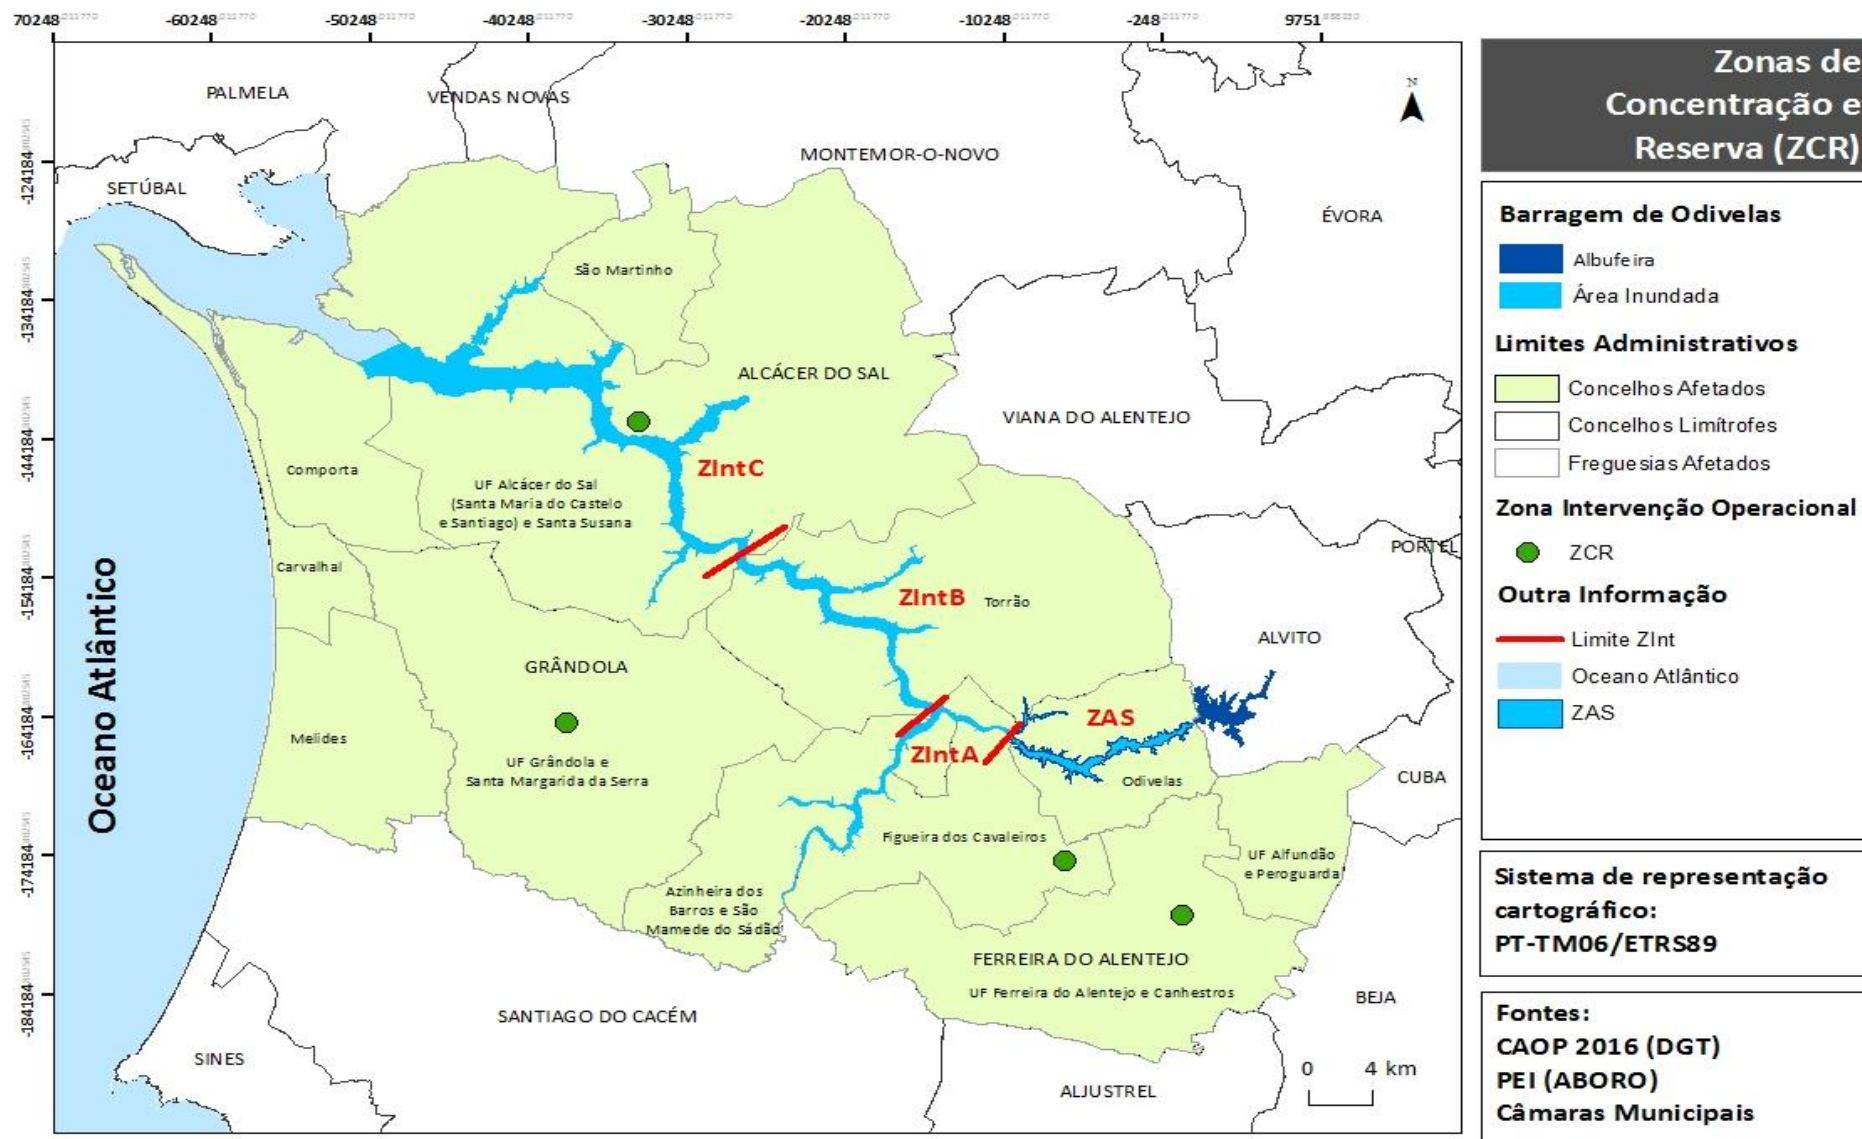 70248 -60248 -50248 -40248 -30248 -20248 -10248 -248 9751
-124184
-134184
-144184
-154184
-164184
-174184
-184184
PALMELA
VENDAS NOVAS
MONTEMOR-O-NOVO
SETÚBAL
ÉVORA
N
São Martinho
ALCÁCER DO SAL
VIANA DO ALENTEJO
Comporta
ZIntC
UF Alcácer do Sal
(Santa Maria do Castelo
e Santiago) e Santa Susana
PORTEL
Carvalhal
ZIntB
Torrão
ALVITO
Oceano Atlântico
GRÂNDOLA
ZAS
Melides
ZIntA
UF Grândola e
Santa Margarida da Serra
Odivelas
CUBA
Figueira dos Cavaleiros
UF Alfundão
e Peroguarda
Azinheira dos
Barros e São
Mamede do Sádão
FERREIRA DO ALENTEJO
UF Ferreira do Alentejo e Canhestros
BEJA
SANTIAGO DO CACÉM
SINES
ALJUSTREL
0 4 km
Zonas de
Concentração e
Reserva (ZCR)
Barragem de Odivelas
Albufeira
Área Inundada
Limites Administrativos
Concelhos Afetados
Concelhos Limítrofes
Freguesias Afetados
Zona Intervenção Operacional
ZCR
Outra Informação
Limite ZInt
Oceano Atlântico
ZAS
Sistema de representação
cartográfico:
PT-TM06/ETRS89
Fontes:
CAOP 2016 (DGT)
PEI (ABORO)
Câmaras Municipais